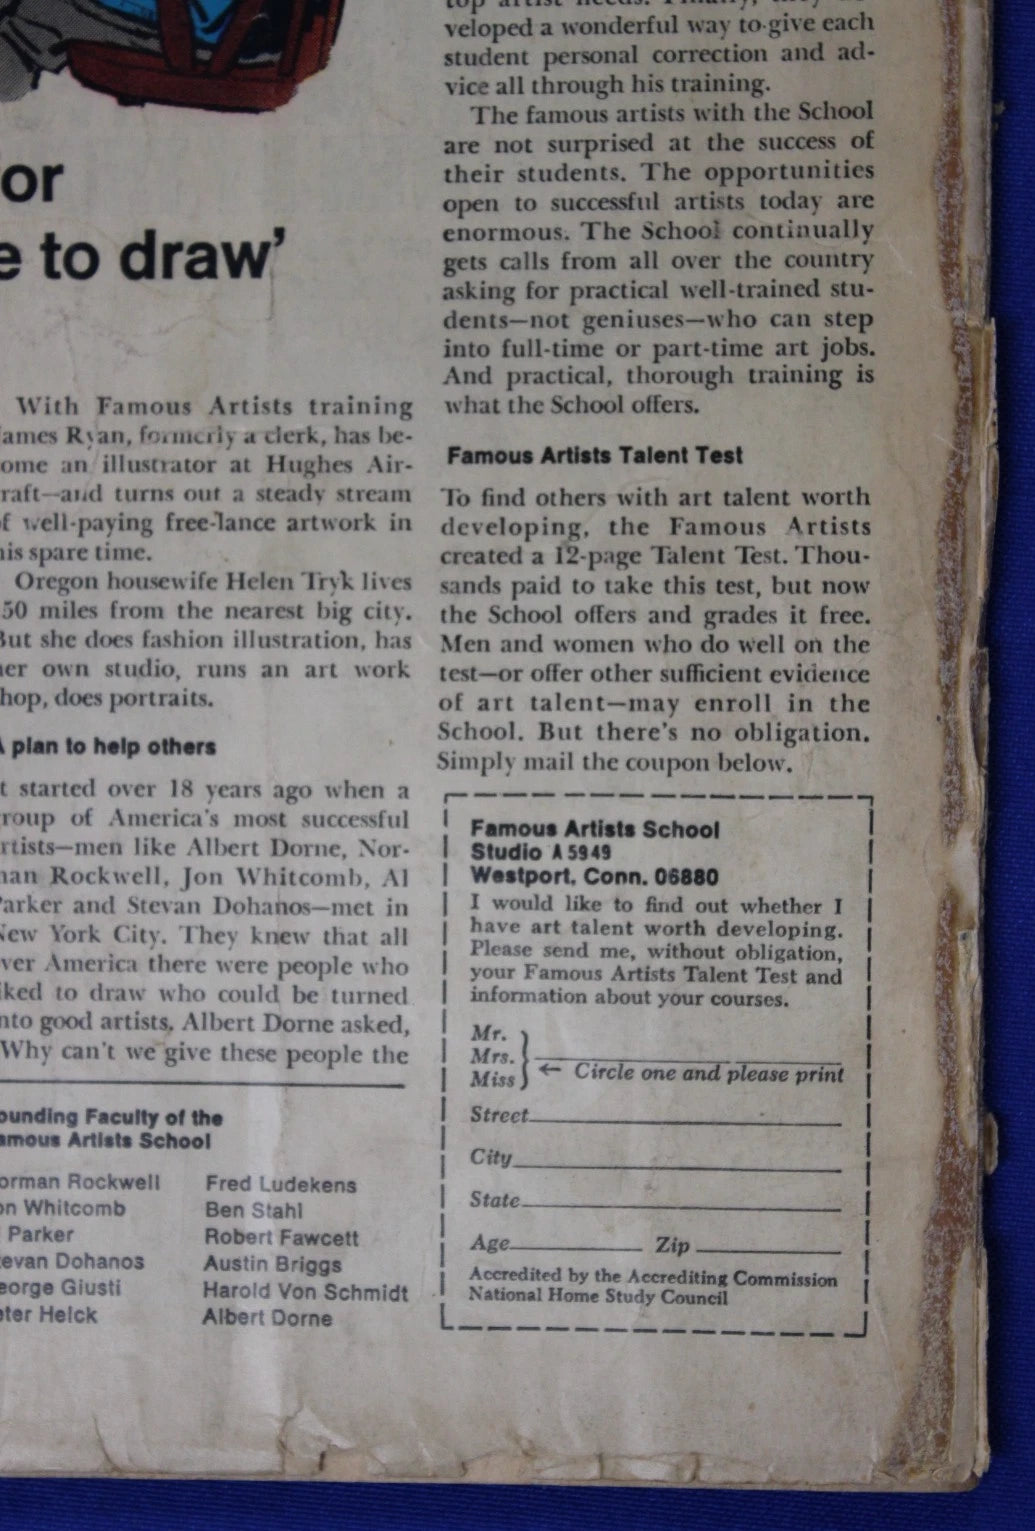 or
e to draw'
With Famous Artists training
ames Ryan, formerly a clerk, has be-
ome an illustrator at Hughes Air-
raft—and turns out a steady stream
f well-paying free-lance artwork in
his spare time.
Oregon housewife Helen Tryk lives
50 miles from the nearest big city.
But she does fashion illustration, has
er own studio, runs an art work
hop, does portraits.
A plan to help others
t started over 18 years ago when a
roup of America's most successful
rtists—men like Albert Dorne, Nor-
man Rockwell, Jon Whitcomb, Al
Parker and Stevan Dohanos—met in
New York City. They knew that all
ver America there were people who
iked to draw who could be turned
nto good artists. Albert Dorne asked,
Why can't we give these people the
ounding Faculty of the
amous Artists School
orman Rockwell
on Whitcomb
Parker
tevan Dohanos
eorge Giusti
eter Helck
Fred Ludekens
Ben Stahl
Robert Fawcett
Austin Briggs
Harold Von Schmidt
Albert Dorne
top artist needs. Finally, they de-
veloped a wonderful way to give each
student personal correction and ad-
vice all through his training.
The famous artists with the School
are not surprised at the success of
their students. The opportunities
open to successful artists today are
enormous. The School continually
gets calls from all over the country
asking for practical well-trained stu-
dents—not geniuses—who can step
into full-time or part-time art jobs.
And practical, thorough training is
what the School offers.
Famous Artists Talent Test
To find others with art talent worth
developing, the Famous Artists
created a 12-page Talent Test. Thou-
sands paid to take this test, but now
the School offers and grades it free.
Men and women who do well on the
test—or offer other sufficient evidence
of art talent—may enroll in the
School. But there's no obligation.
Simply mail the coupon below.
Famous Artists School
Studio A 5949
Westport, Conn. 06880
I would like to find out whether I
have art talent worth developing.
Please send me, without obligation,
your Famous Artists Talent Test and
information about your courses.
Mr.
Mrs.
Miss
← Circle one and please print
Street
City
State
Age Zip
Accredited by the Accrediting Commission
National Home Study Council